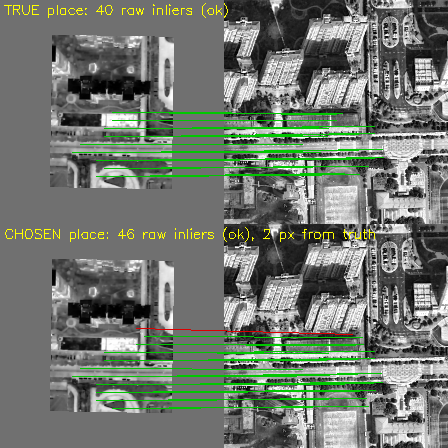 TRUE place: 40 raw inliers (ok)
CHOSEN place: 46 raw inliers (ok), 2 px from truth